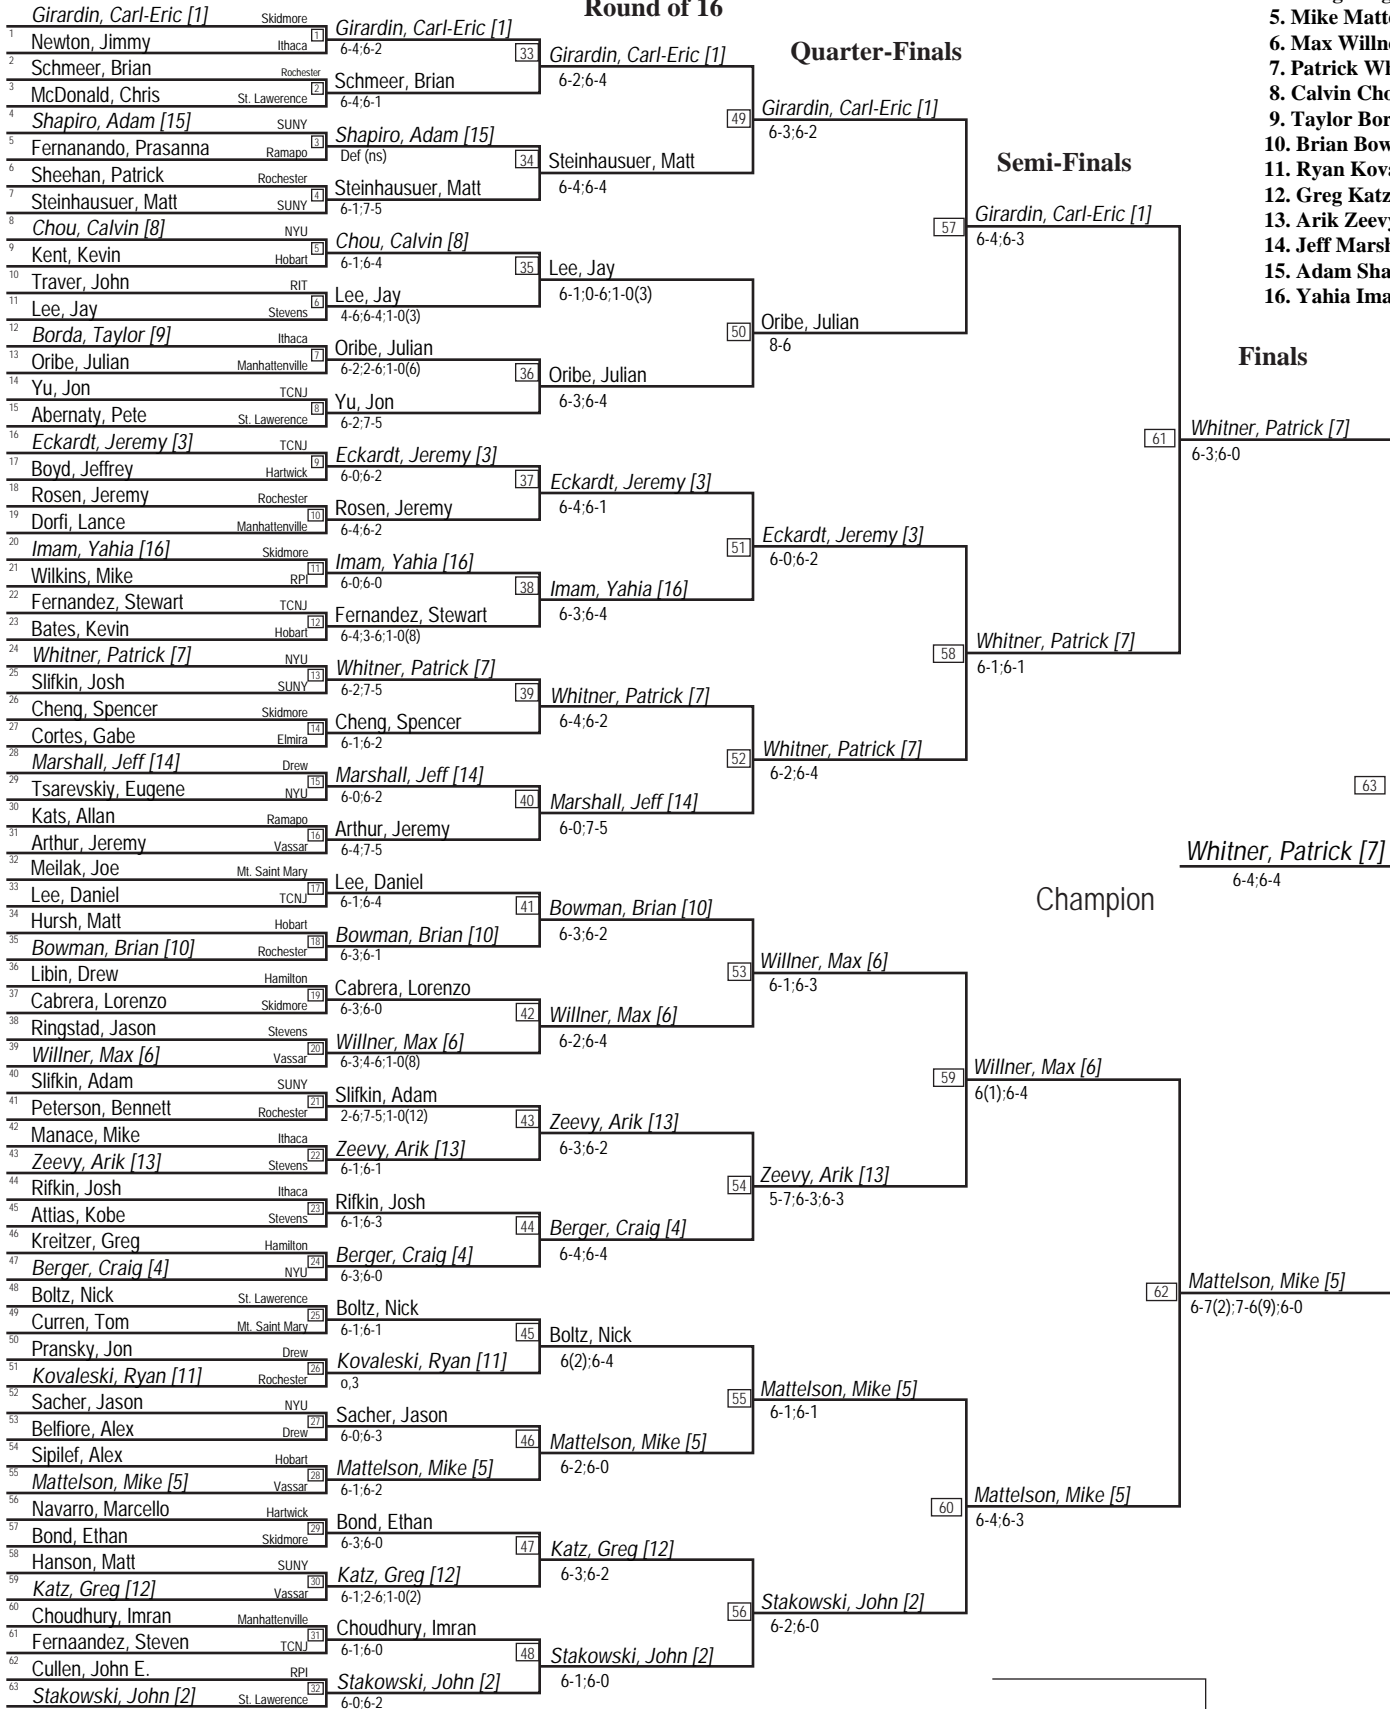 Round of 16
Quarter-Finals
Semi-Finals
Finals
5. Mike Matte
6. Max Willne
7. Patrick Wh
8. Calvin Cho
9. Taylor Bor
10. Brian Bow
11. Ryan Kova
12. Greg Katz
13. Arik Zeevy
14. Jeff Marsh
15. Adam Sha
16. Yahia Ima
Girardin, Carl-Eric [1] Skidmore
1 Newton, Jimmy Ithaca 1
2 Schmeer, Brian Rochester
3 McDonald, Chris St. Lawerence 2
4 Shapiro, Adam [15] SUNY
5 Fernanando, Prasanna Ramapo 3
6 Sheehan, Patrick Rochester
7 Steinhausuer, Matt SUNY 4
8 Chou, Calvin [8] NYU
9 Kent, Kevin Hobart 5
10 Traver, John RIT
11 Lee, Jay Stevens 6
12 Borda, Taylor [9] Ithaca
13 Oribe, Julian Manhattenville 7
14 Yu, Jon TCNJ
15 Abernaty, Pete St. Lawerence 8
16 Eckardt, Jeremy [3] TCNJ
17 Boyd, Jeffrey Hartwick 9
18 Rosen, Jeremy Rochester
19 Dorfi, Lance Manhattenville 10
20 Imam, Yahia [16] Skidmore
21 Wilkins, Mike RPI 11
22 Fernandez, Stewart TCNJ
23 Bates, Kevin Hobart 12
24 Whitner, Patrick [7] NYU
25 Slifkin, Josh SUNY 13
26 Cheng, Spencer Skidmore
27 Cortes, Gabe Elmira 14
28 Marshall, Jeff [14] Drew
29 Tsarevskiy, Eugene NYU 15
30 Kats, Allan Ramapo
31 Arthur, Jeremy Vassar 16
32 Meilak, Joe Mt. Saint Mary
33 Lee, Daniel TCNJ 17
34 Hursh, Matt Hobart
35 Bowman, Brian [10] Rochester 18
36 Libin, Drew Hamilton
37 Cabrera, Lorenzo Skidmore 19
38 Ringstad, Jason Stevens
39 Willner, Max [6] Vassar 20
40 Slifkin, Adam SUNY
41 Peterson, Bennett Rochester 21
42 Manace, Mike Ithaca
43 Zeevy, Arik [13] Stevens 22
44 Rifkin, Josh Ithaca
45 Attias, Kobe Stevens 23
46 Kreitzer, Greg Hamilton
47 Berger, Craig [4] NYU 24
48 Boltz, Nick St. Lawerence
49 Curren, Tom Mt. Saint Mary 25
50 Pransky, Jon Drew
51 Kovaleski, Ryan [11] Rochester 26
52 Sacher, Jason NYU
53 Belfiore, Alex Drew 27
54 Sipilef, Alex Hobart
55 Mattelson, Mike [5] Vassar 28
56 Navarro, Marcello Hartwick
57 Bond, Ethan Skidmore 29
58 Hanson, Matt SUNY
59 Katz, Greg [12] Vassar 30
60 Choudhury, Imran Manhattenville
61 Fernaandez, Steven TCNJ 31
62 Cullen, John E. RPI
63 Stakowski, John [2] St. Lawerence 32
Girardin, Carl-Eric [1]
6-4;6-2
Schmeer, Brian
6-4;6-1
Shapiro, Adam [15]
Def (ns)
Steinhausuer, Matt
6-1;7-5
Chou, Calvin [8]
6-1;6-4
Lee, Jay
4-6;6-4;1-0(3)
Oribe, Julian
6-2;2-6;1-0(6)
Yu, Jon
6-2;7-5
Eckardt, Jeremy [3]
6-0;6-2
Rosen, Jeremy
6-4;6-2
Imam, Yahia [16]
6-0;6-0
Fernandez, Stewart
6-4;3-6;1-0(8)
Whitner, Patrick [7]
6-2;7-5
Cheng, Spencer
6-1;6-2
Marshall, Jeff [14]
6-0;6-2
Arthur, Jeremy
6-4;7-5
Lee, Daniel
6-1;6-4
Bowman, Brian [10]
6-3;6-1
Cabrera, Lorenzo
6-3;6-0
Willner, Max [6]
6-3;4-6;1-0(8)
Slifkin, Adam
2-6;7-5;1-0(12)
Zeevy, Arik [13]
6-1;6-1
Rifkin, Josh
6-1;6-3
Berger, Craig [4]
6-3;6-0
Boltz, Nick
6-1;6-1
Kovaleski, Ryan [11]
0,3
Sacher, Jason
6-0;6-3
Mattelson, Mike [5]
6-1;6-2
Bond, Ethan
6-3;6-0
Katz, Greg [12]
6-1;2-6;1-0(2)
Choudhury, Imran
6-1;6-0
Stakowski, John [2]
6-0;6-2
33 Girardin, Carl-Eric [1]
6-2;6-4
34 Steinhausuer, Matt
6-4;6-4
35 Lee, Jay
6-1;0-6;1-0(3)
36 Oribe, Julian
6-3;6-4
37 Eckardt, Jeremy [3]
6-4;6-1
38 Imam, Yahia [16]
6-3;6-4
39 Whitner, Patrick [7]
6-4;6-2
40 Marshall, Jeff [14]
6-0;7-5
41 Bowman, Brian [10]
6-3;6-2
42 Willner, Max [6]
6-2;6-4
43 Zeevy, Arik [13]
6-3;6-2
44 Berger, Craig [4]
6-4;6-4
45 Boltz, Nick
6(2);6-4
46 Mattelson, Mike [5]
6-2;6-0
47 Katz, Greg [12]
6-3;6-2
48 Stakowski, John [2]
6-1;6-0
49 Girardin, Carl-Eric [1]
6-3;6-2
50 Oribe, Julian
8-6
51 Eckardt, Jeremy [3]
6-0;6-2
52 Whitner, Patrick [7]
6-2;6-4
53 Willner, Max [6]
6-1;6-3
54 Zeevy, Arik [13]
5-7;6-3;6-3
55 Mattelson, Mike [5]
6-1;6-1
56 Stakowski, John [2]
6-2;6-0
57 Girardin, Carl-Eric [1]
6-4;6-3
58 Whitner, Patrick [7]
6-1;6-1
59 Willner, Max [6]
6(1);6-4
60 Mattelson, Mike [5]
6-4;6-3
61 Whitner, Patrick [7]
6-3;6-0
62 Mattelson, Mike [5]
6-7(2);7-6(9);6-0
63
Whitner, Patrick [7]
6-4;6-4
Champion